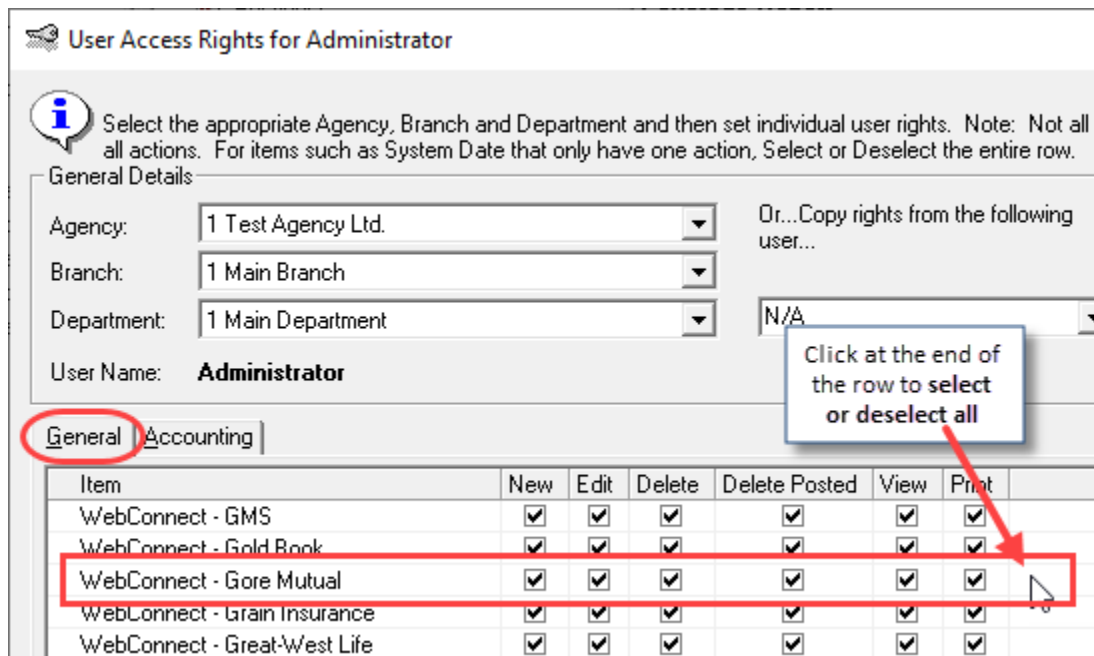 User Access Rights for Administrator
Select the appropriate Agency, Branch and Department and then set individual user rights. Note: Not all
all actions. For items such as System Date that only have one action, Select or Deselect the entire row.
General Details
Agency: 1 Test Agency Ltd.
Or...Copy rights from the following
user...
Branch: 1 Main Branch
Department: 1 Main Department N/A
User Name: Administrator
Click at the end of
the row to select
or deselect all
General Accounting
Item New Edit Delete Delete Posted View Print
WebConnect - GMS
WebConnect - Gold Book
WebConnect - Gore Mutual
WebConnect - Grain Insurance
WebConnect - Great-West Life